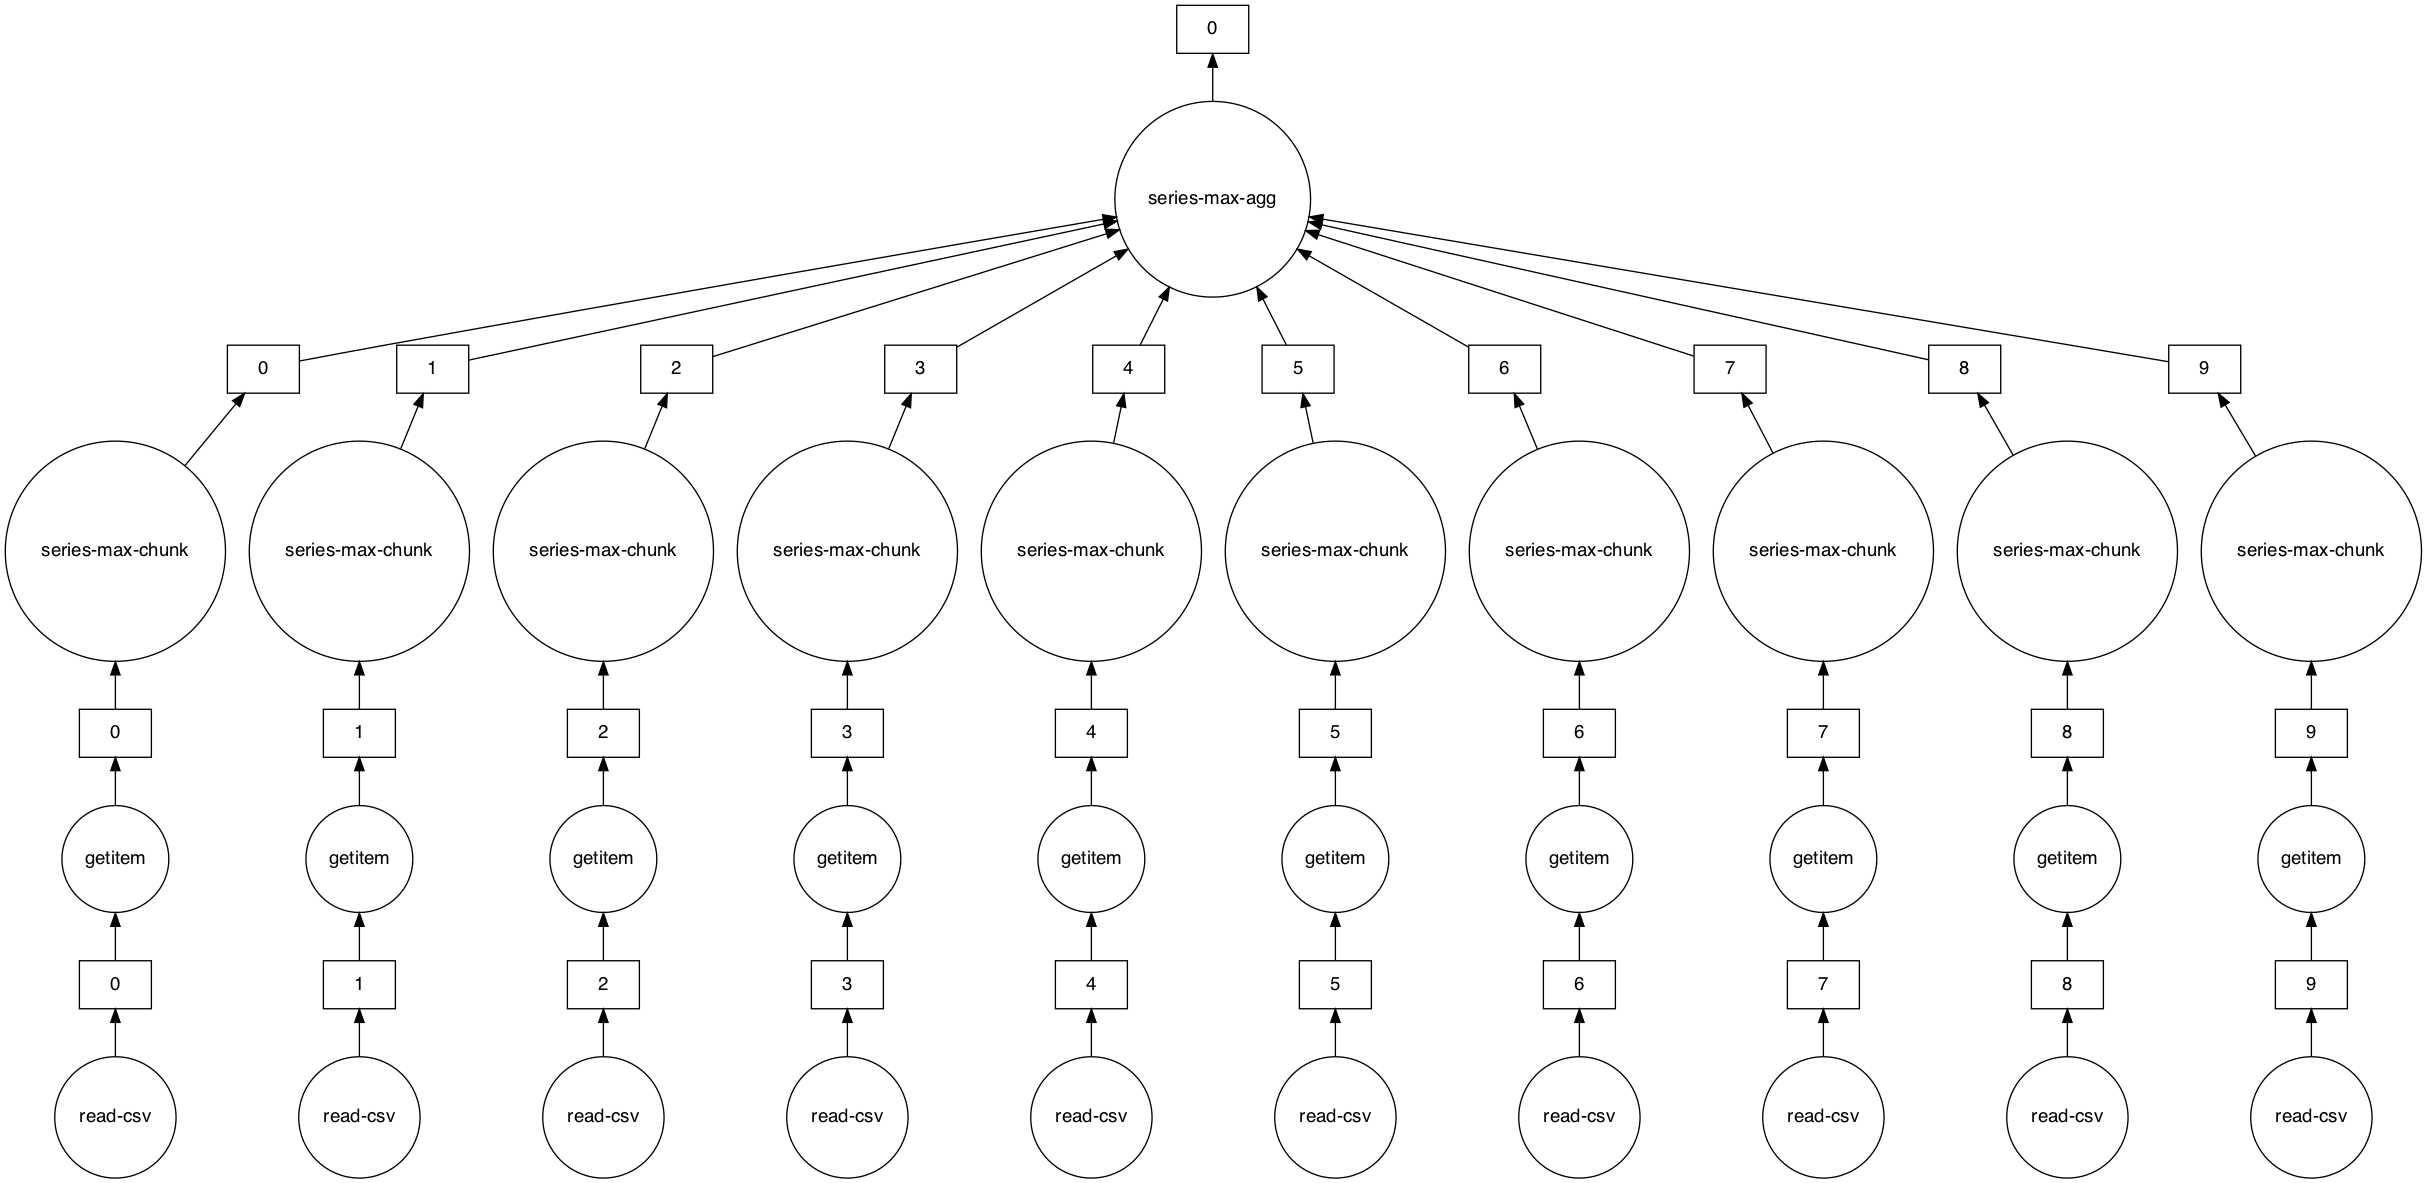 0
series-max-agg
0 1 2 3 4 5 6 7 8 9
series-max-chunk series-max-chunk series-max-chunk series-max-chunk series-max-chunk series-max-chunk series-max-chunk series-max-chunk series-max-chunk series-max-chunk
0 1 2 3 4 5 6 7 8 9
getitem getitem getitem getitem getitem getitem getitem getitem getitem getitem
0 1 2 3 4 5 6 7 8 9
read-csv read-csv read-csv read-csv read-csv read-csv read-csv read-csv read-csv read-csv